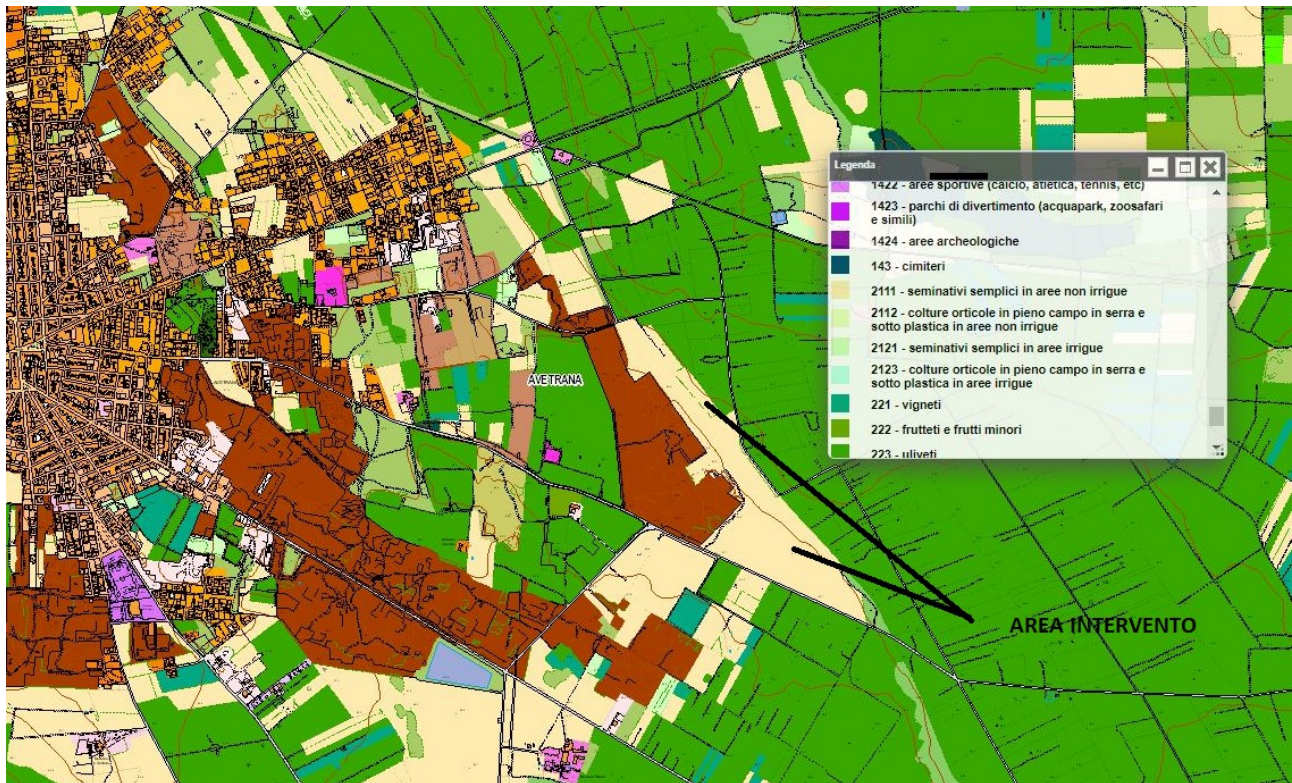 Legenda
1422 - aree sportive (calcio, atletica, tennis, etc)
1423 - parchi di divertimento (acquapark, zoosafari
e simili)
1424 - aree archeologiche
143 - cimiteri
2111 - seminativi semplici in aree non irrigue
2112 - colture orticole in pieno campo in serra e
sotto plastica in aree non irrigue
2121 - seminativi semplici in aree irrigue
2123 - colture orticole in pieno campo in serra e
sotto plastica in aree irrigue
221 - vigneti
222 - frutteti e frutti minori
223 - uliveti
AVETRANA
AREA INTERVENTO